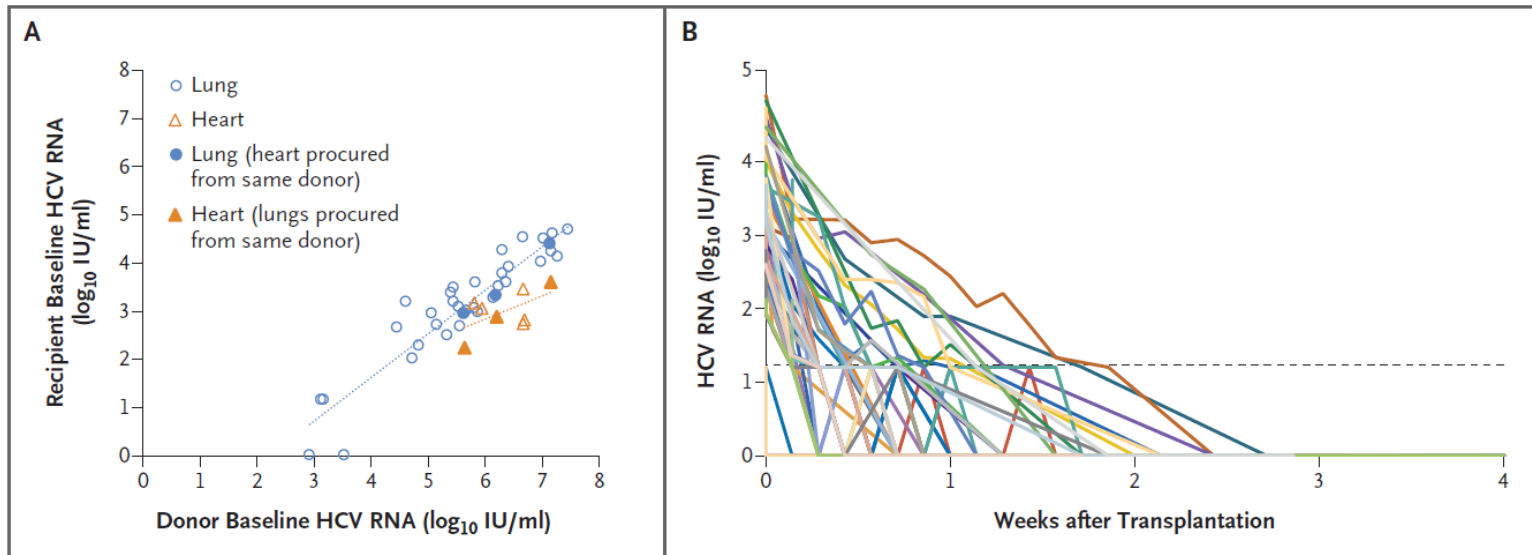 A
Recipient Baseline HCV RNA
(log10 IU/ml)
8
7
6
5
4
3
2
1
0
Lung
Heart
Lung (heart procured
from same donor)
Heart (lungs procured
from same donor)
0 1 2 3 4 5 6 7 8
Donor Baseline HCV RNA (log10 IU/ml)
B
HCV RNA (log10 IU/ml)
5
4
3
2
1
0
0 1 2 3 4
Weeks after Transplantation